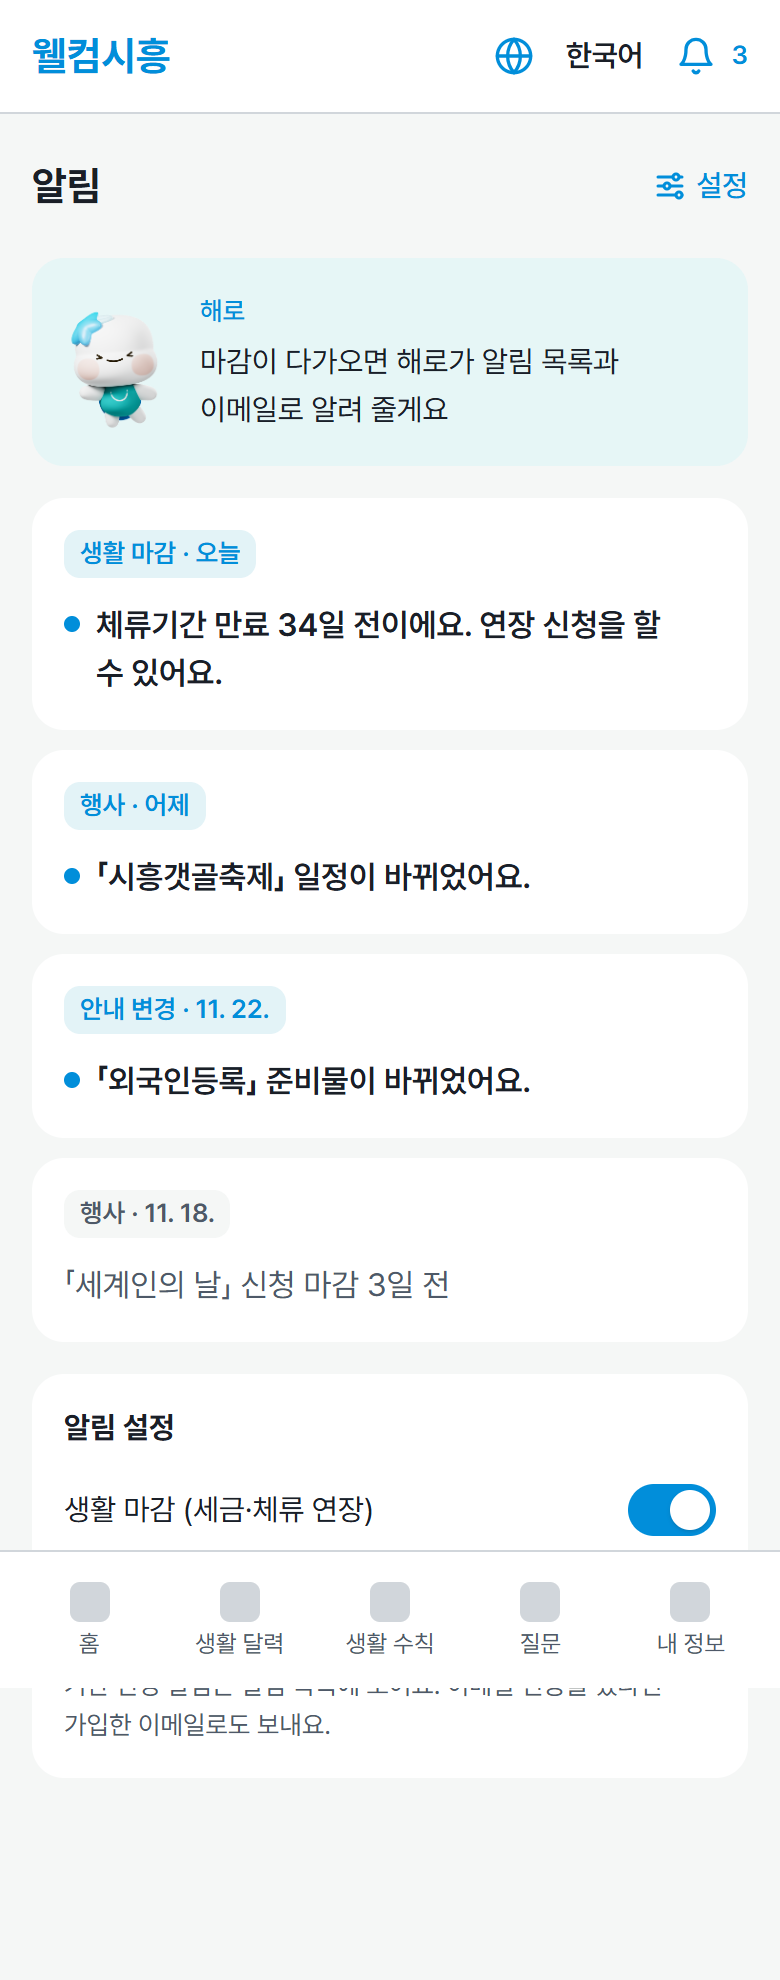 웰컴시흥
한국어
3
알림
설정
해로
마감이 다가오면 해로가 알림 목록과
이메일로 알려 줄게요
생활 마감 · 오늘
체류기간 만료 34일 전이에요. 연장 신청을 할
수 있어요.
행사 · 어제
「시흥갯골축제」 일정이 바뀌었어요.
안내 변경 · 11. 22.
「외국인등록」 준비물이 바뀌었어요.
행사 · 11. 18.
「세계인의 날」 신청 마감 3일 전
알림 설정
생활 마감 (세금·체류 연장)
홈
생활 달력
생활 수칙
질문
내 정보
가입한 이메일로도 보내요.